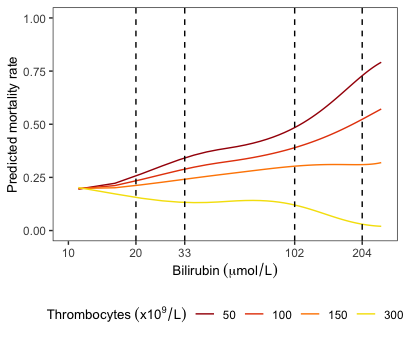 1.00
0.75
0.50
0.25
0.00
Predicted mortality rate
10 20 33 102 204
Bilirubin (μmol/L)
Thrombocytes (x10⁹/L) 50 100 150 300